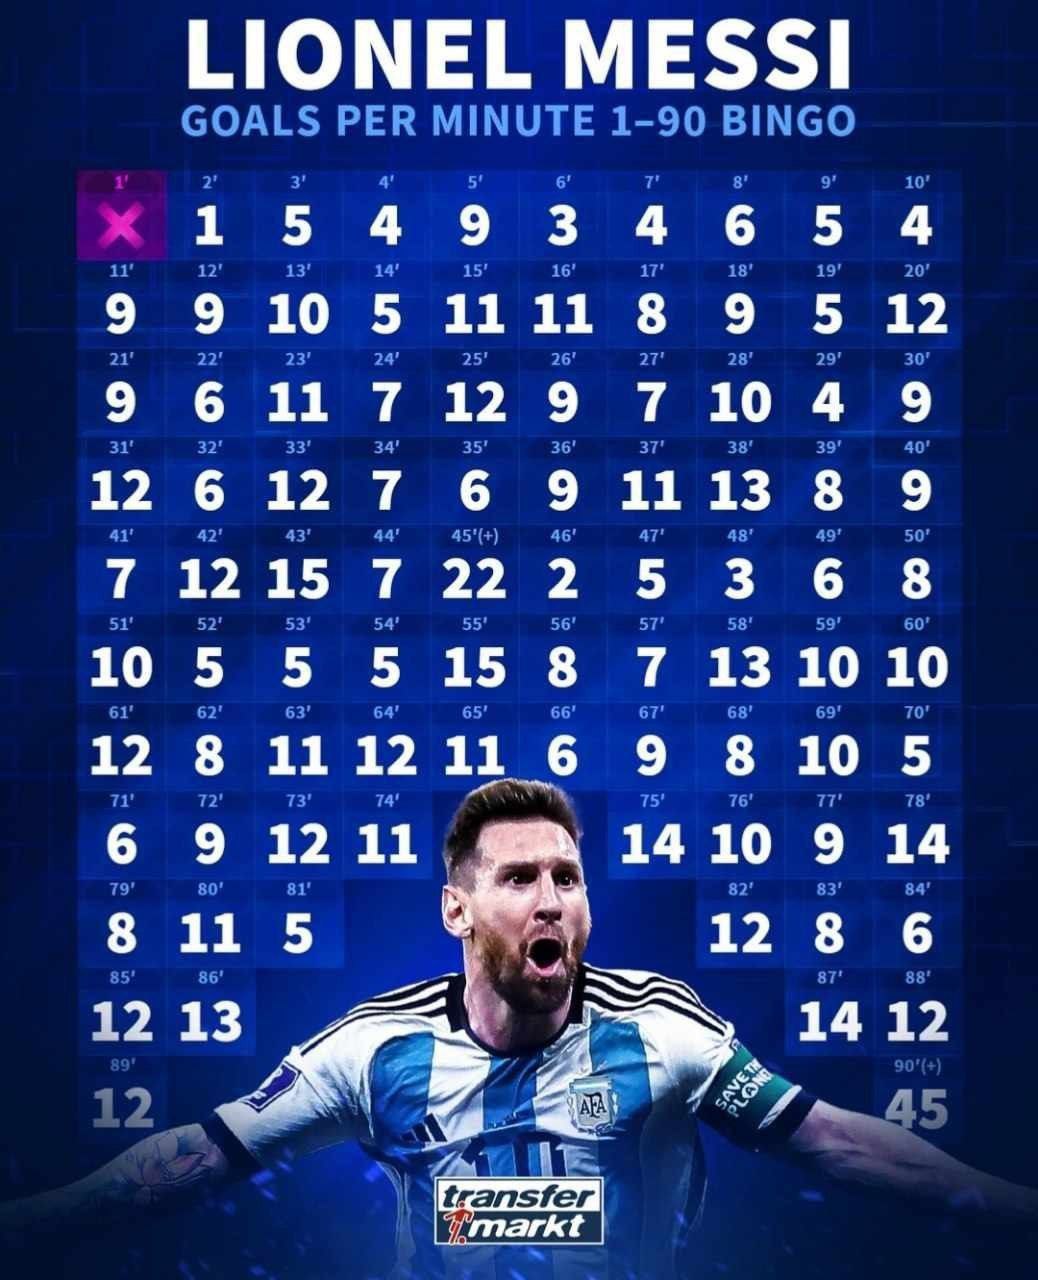 LIONEL MESSI
GOALS PER MINUTE 1–90 BINGO
1' 2' 3' 4' 5' 6' 7' 8' 9' 10'
X 1 5 4 9 3 4 6 5 4
11' 12' 13' 14' 15' 16' 17' 18' 19' 20'
9 9 10 5 11 11 8 9 5 12
21' 22' 23' 24' 25' 26' 27' 28' 29' 30'
9 6 11 7 12 9 7 10 4 9
31' 32' 33' 34' 35' 36' 37' 38' 39' 40'
12 6 12 7 6 9 11 13 8 9
41' 42' 43' 44' 45'(+) 46' 47' 48' 49' 50'
7 12 15 7 22 2 5 3 6 8
51' 52' 53' 54' 55' 56' 57' 58' 59' 60'
10 5 5 5 15 8 7 13 10 10
61' 62' 63' 64' 65' 66' 67' 68' 69' 70'
12 8 11 12 11 6 9 8 10 5
71' 72' 73' 74' 75' 76' 77' 78'
6 9 12 11 14 10 9 14
79' 80' 81' 82' 83' 84'
8 11 5 12 8 6
85' 86' 87' 88'
12 13 14 12
89' 90'(+)
12 45
SAVE THE
PLANET
AFA
10
transfer
markt